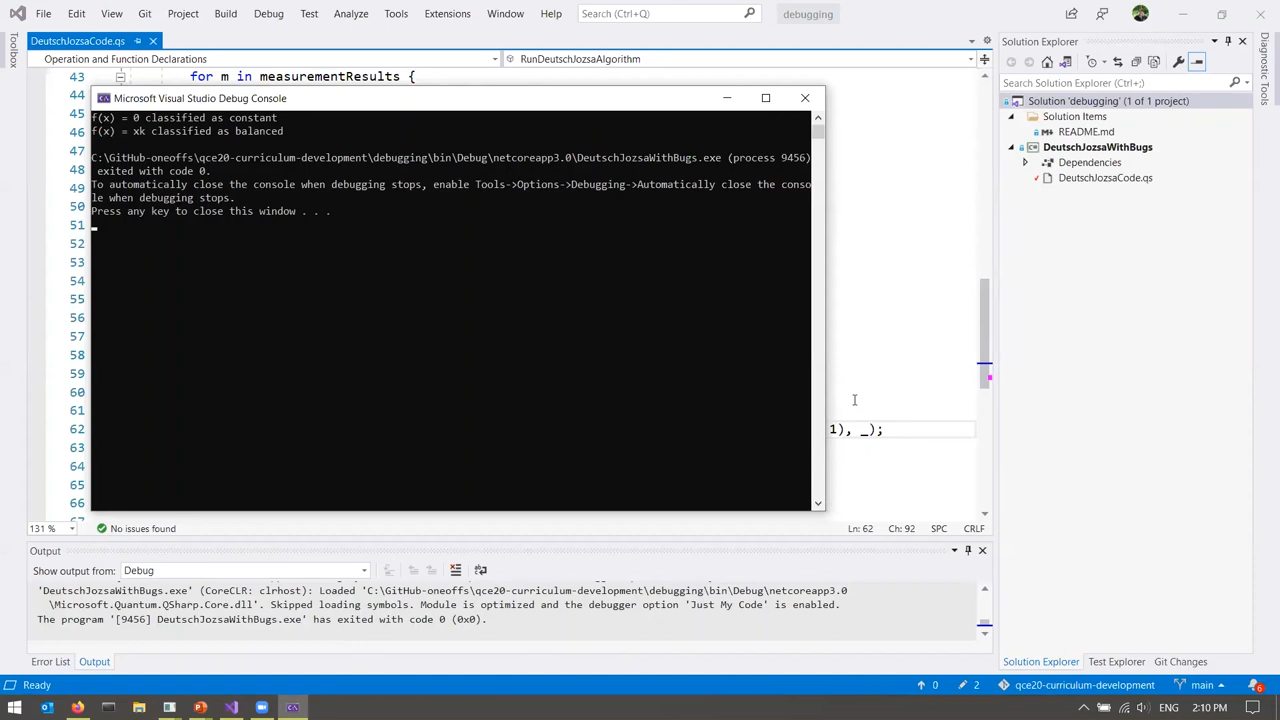 File Edit View Git Project Build Debug Test Analyze Tools Extensions Window Help Search (Ctrl+Q) debugging
DeutschJozsaCode.qs
Operation and Function Declarations RunDeutschJozsaAlgorithm
Toolbox
43 for m in measurementResults {
44
45
46
47
48
49
50
51
52
53
54
55
56
57
58
59
60
61
62 1), _);
63
64
65
66
67
Microsoft Visual Studio Debug Console
f(x) = 0 classified as constant
f(x) = xk classified as balanced
C:\GitHub-oneoffs\qce20-curriculum-development\debugging\bin\Debug\netcoreapp3.0\DeutschJozsaWithBugs.exe (process 9456)
exited with code 0.
To automatically close the console when debugging stops, enable Tools->Options->Debugging->Automatically close the conso
le when debugging stops.
Press any key to close this window . . .
131 % No issues found Ln: 62 Ch: 92 SPC CRLF
Output
Show output from: Debug
'DeutschJozsaWithBugs.exe' (CoreCLR: clrhost): Loaded 'C:\GitHub-oneoffs\qce20-curriculum-development\debugging\bin\Debug\netcoreapp3.0
\Microsoft.Quantum.QSharp.Core.dll'. Skipped loading symbols. Module is optimized and the debugger option 'Just My Code' is enabled.
The program '[9456] DeutschJozsaWithBugs.exe' has exited with code 0 (0x0).
Error List Output
Solution Explorer
Search Solution Explorer (Ctrl+;)
Solution 'debugging' (1 of 1 project)
Solution Items
README.md
DeutschJozsaWithBugs
Dependencies
DeutschJozsaCode.qs
Solution Explorer Test Explorer Git Changes
Diagnostic Tools
Ready 0 2 qce20-curriculum-development main 6
ENG 2:10 PM